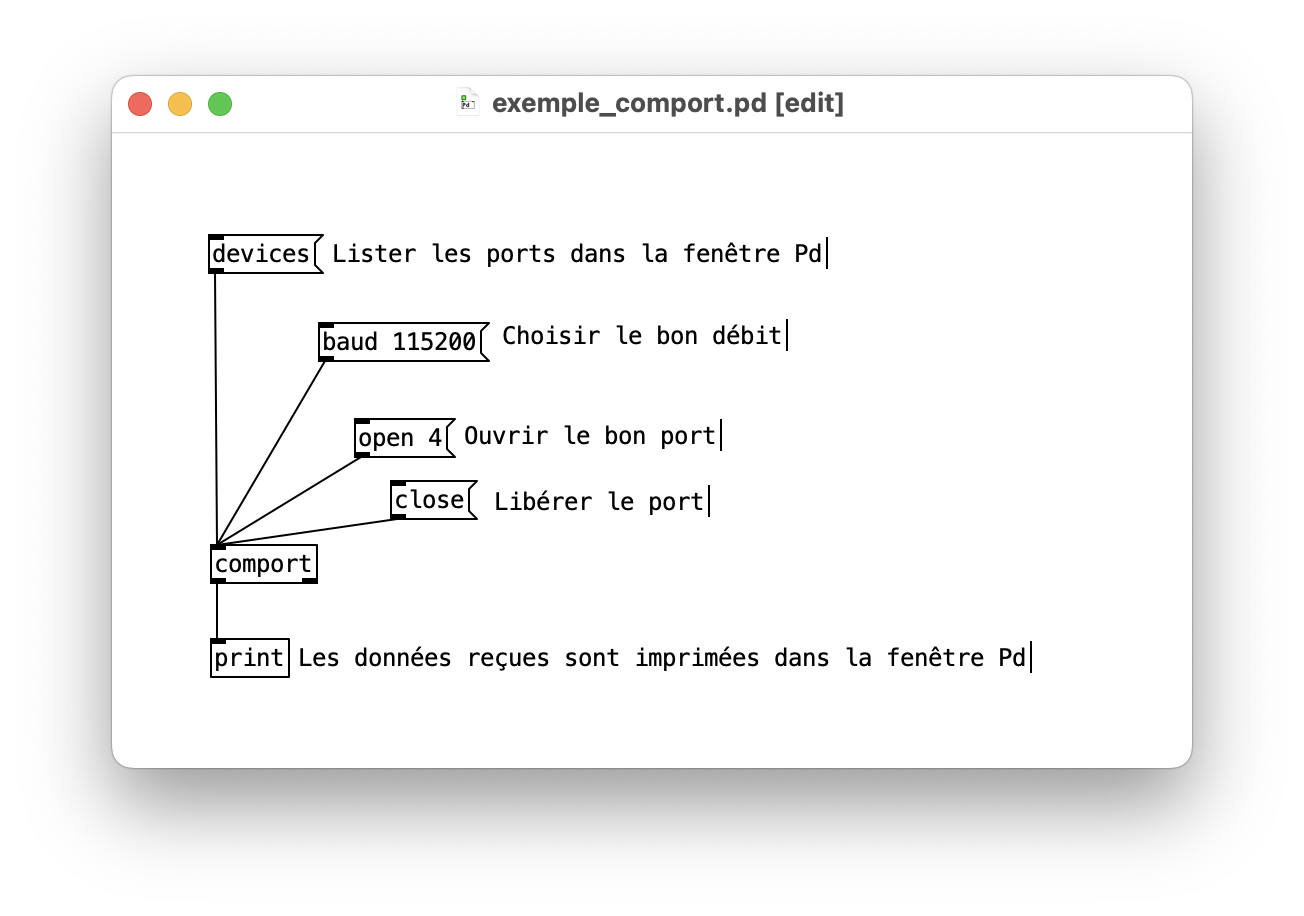 exemple_comport.pd [edit]
devices Lister les ports dans la fenêtre Pd
baud 115200 Choisir le bon débit
open 4 Ouvrir le bon port
close Libérer le port
comport
print Les données reçues sont imprimées dans la fenêtre Pd